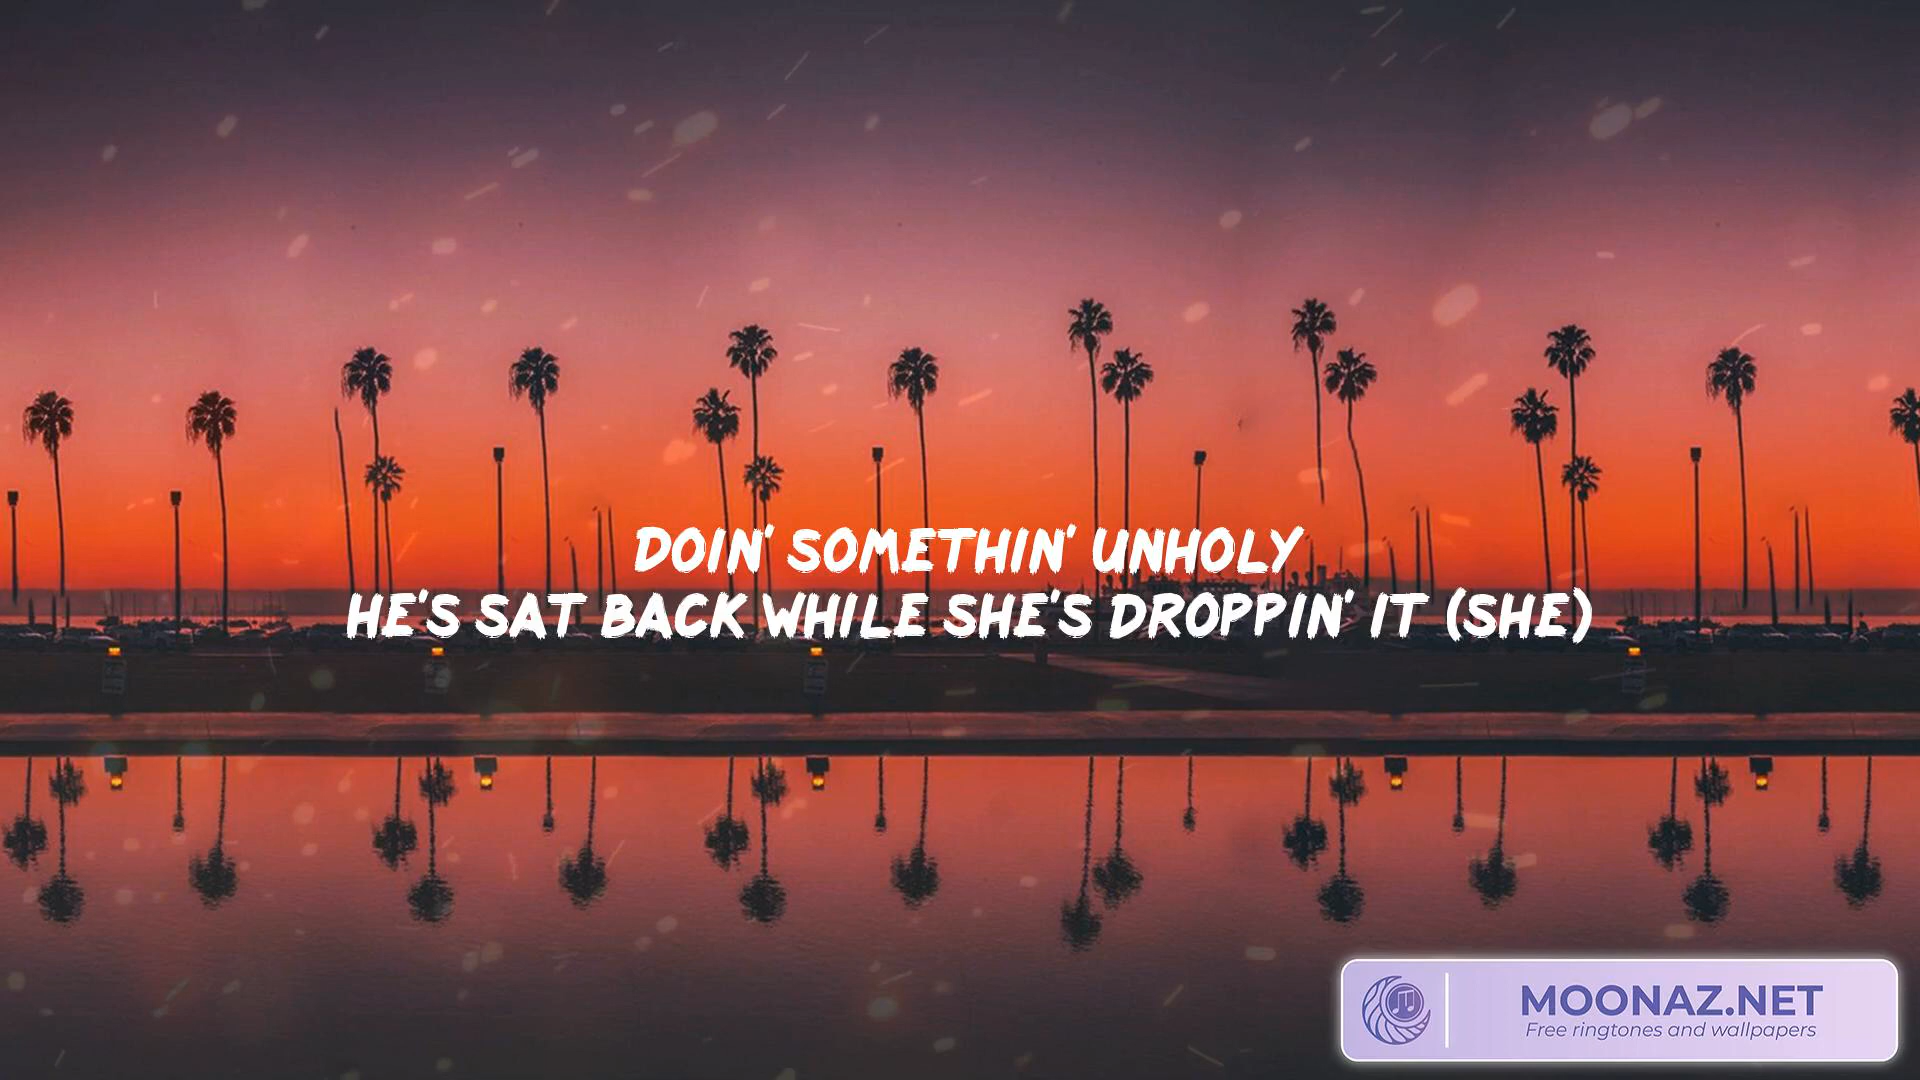 DOIN' SOMETHIN' UNHOLY
HE'S SAT BACK WHILE SHE'S DROPPIN' IT (SHE)
MOONAZ.NET
Free ringtones and wallpapers